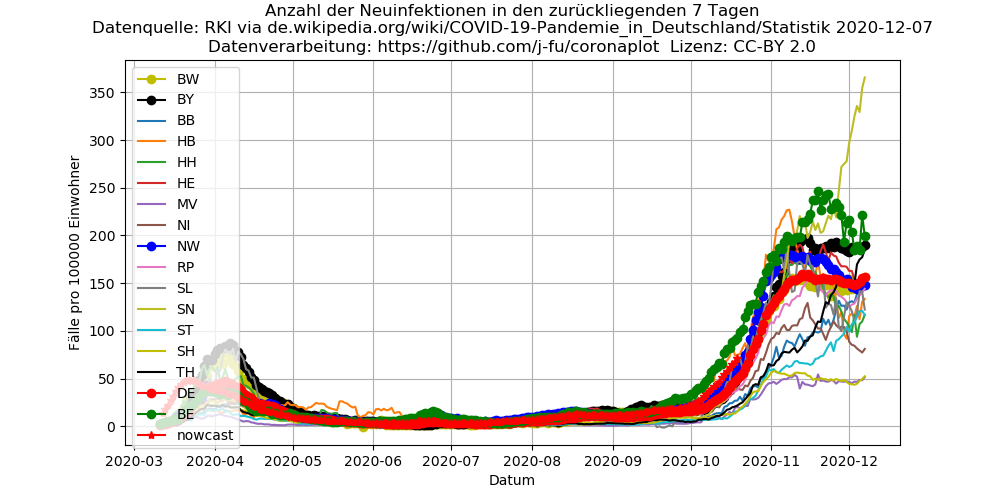 Anzahl der Neuinfektionen in den zurückliegenden 7 Tagen
Datenquelle: RKI via de.wikipedia.org/wiki/COVID-19-Pandemie_in_Deutschland/Statistik 2020-12-07
Datenverarbeitung: https://github.com/j-fu/coronaplot Lizenz: CC-BY 2.0
Fälle pro 100000 Einwohner
350
300
250
200
150
100
50
0
BW
BY
BB
HB
HH
HE
MV
NI
NW
RP
SL
SN
ST
SH
TH
DE
BE
nowcast
2020-03 2020-04 2020-05 2020-06 2020-07 2020-08 2020-09 2020-10 2020-11 2020-12
Datum